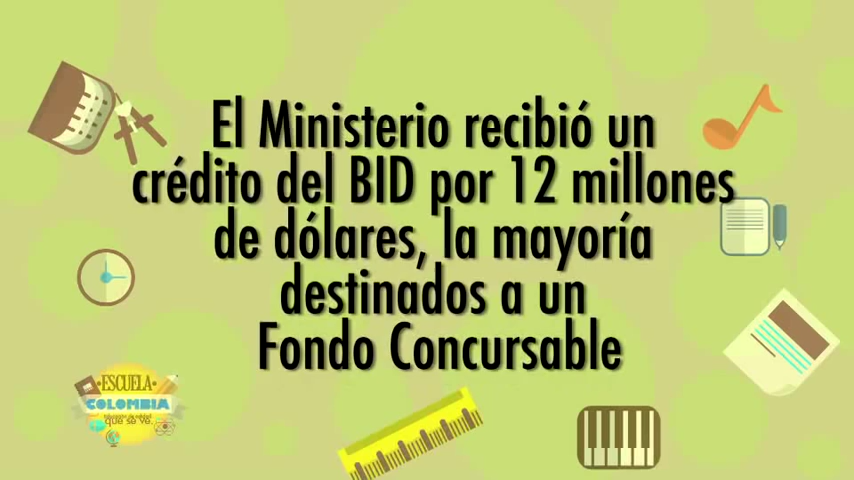 El Ministerio recibió un
crédito del BID por 12 millones
de dólares, la mayoría
destinados a un
Fondo Concursable
ESCUELA
COLOMBIA
que se ve.